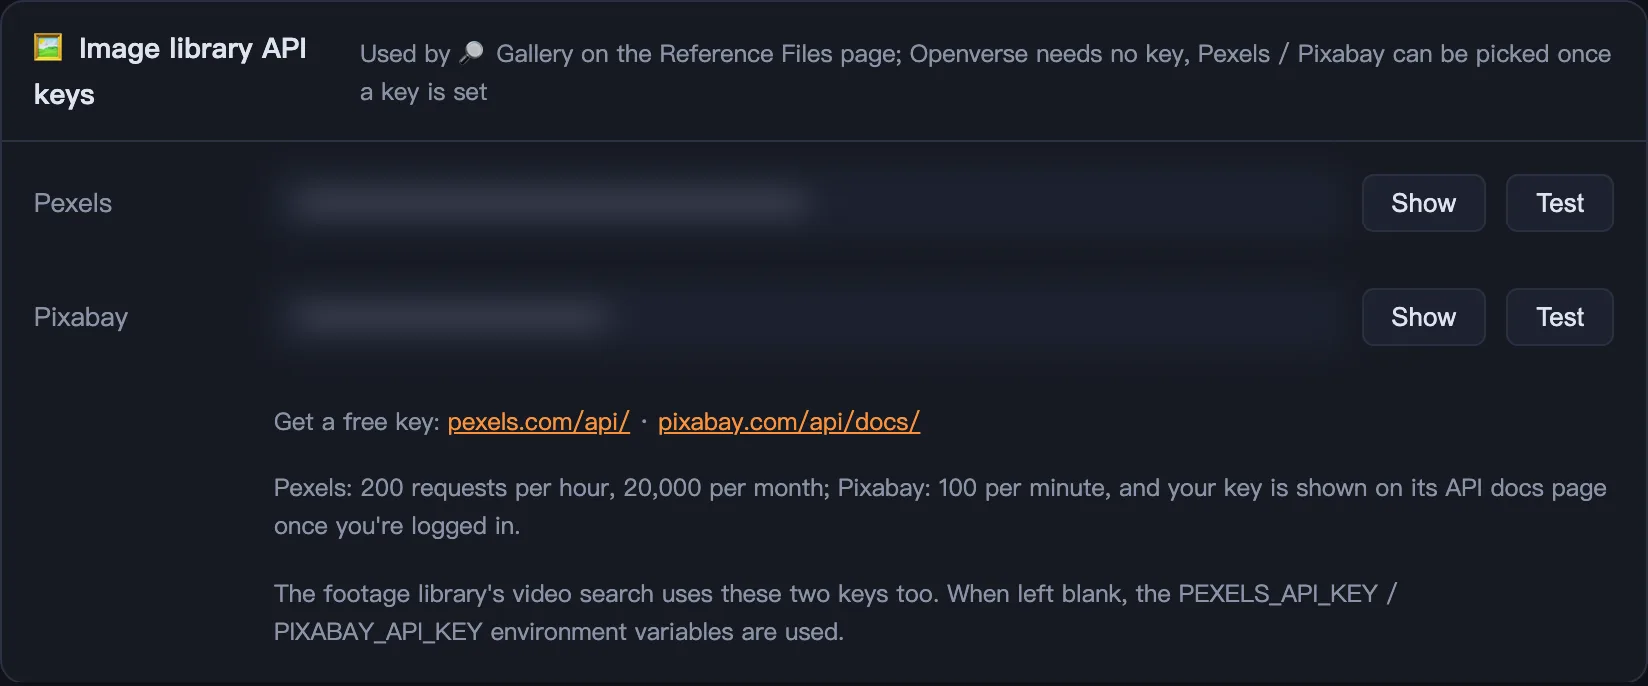 🖼️ Image library API
keys
Used by 🔎 Gallery on the Reference Files page; Openverse needs no key, Pexels / Pixabay can be picked once
a key is set
Pexels
Show
Test
Pixabay
Show
Test
Get a free key: pexels.com/api/ · pixabay.com/api/docs/
Pexels: 200 requests per hour, 20,000 per month; Pixabay: 100 per minute, and your key is shown on its API docs page
once you're logged in.
The footage library's video search uses these two keys too. When left blank, the PEXELS_API_KEY /
PIXABAY_API_KEY environment variables are used.